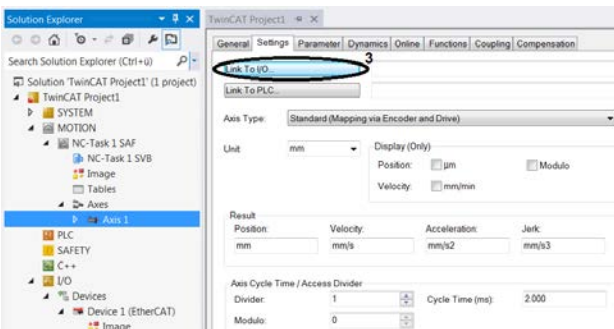 Solution Explorer
Search Solution Explorer (Ctrl+ü)
Solution 'TwinCAT Project1' (1 project)
TwinCAT Project1
SYSTEM
MOTION
NC-Task 1 SAF
NC-Task 1 SVB
Image
Tables
Axes
Axis 1
PLC
SAFETY
C++
I/O
Devices
Device 1 (EtherCAT)
Image
TwinCAT Project1
General Settings Parameter Dynamics Online Functions Coupling Compensation
3
Link To I/O...
Link To PLC...
Axis Type: Standard (Mapping via Encoder and Drive)
Unit: mm Display (Only)
Position: µm Modulo
Velocity: mm/min
Result
Position: Velocity: Acceleration: Jerk:
mm mm/s mm/s2 mm/s3
Axis Cycle Time / Access Divider
Divider: 1 Cycle Time (ms): 2.000
Modulo: 0